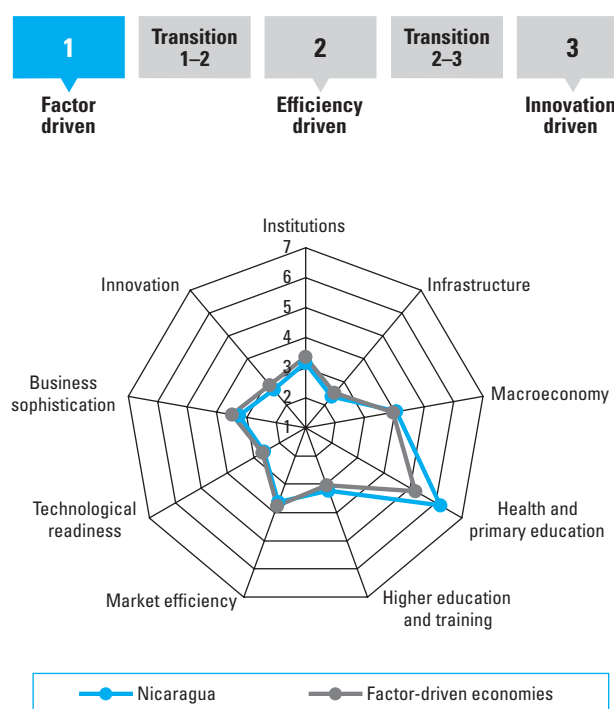 1
Transition
1–2
2
Transition
2–3
3
Factor
driven
Efficiency
driven
Innovation
driven
Institutions
7
6
5
4
3
2
1
Infrastructure
Macroeconomy
Health and
primary education
Higher education
and training
Market efficiency
Technological
readiness
Business
sophistication
Innovation
Nicaragua
Factor-driven economies